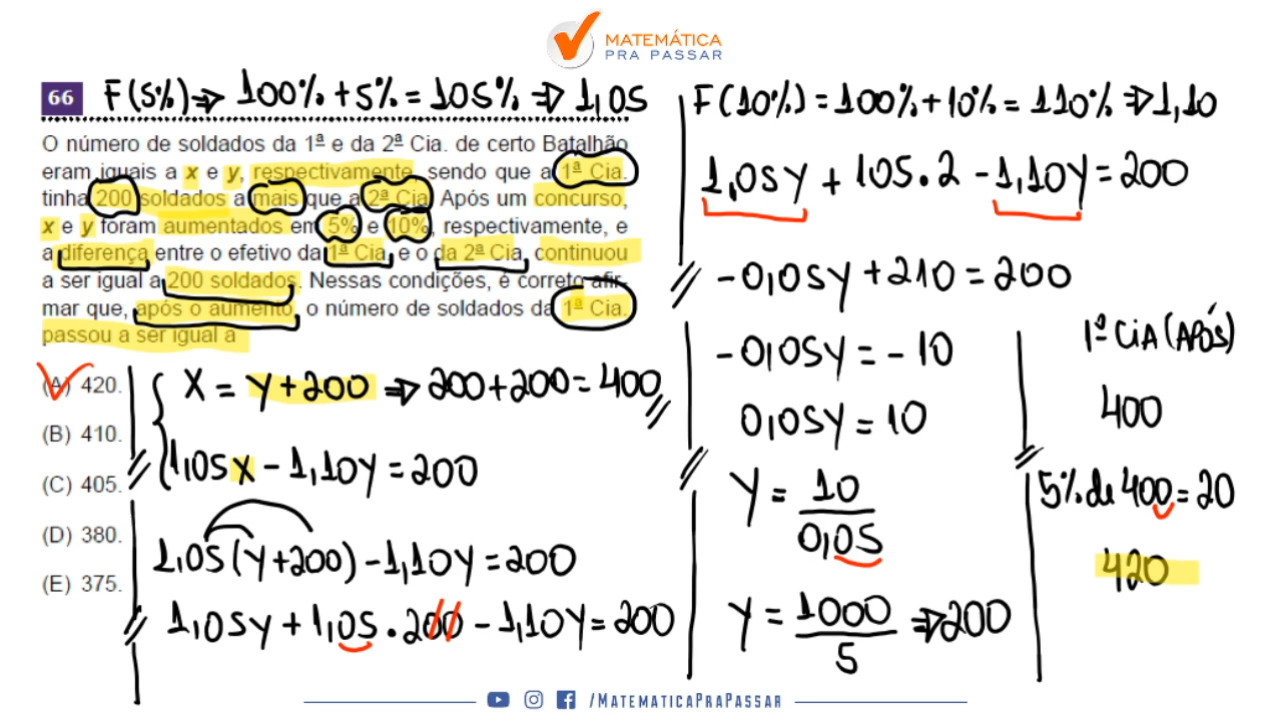 MATEMÁTICA
PRA PASSAR
66 F(5%) ⇒ 100% + 5% = 105% ⇒ 1,05
O número de soldados da 1ª e da 2ª Cia. de certo Batalhão
eram iguais a x e y, respectivamente, sendo que a 1ª Cia.
tinha 200 soldados a mais que a 2ª Cia. Após um concurso,
x e y foram aumentados em 5% e 10%, respectivamente, e
a diferença entre o efetivo da 1ª Cia. e o da 2ª Cia. continuou
a ser igual a 200 soldados. Nessas condições, é correto afir-
mar que, após o aumento, o número de soldados da 1ª Cia.
passou a ser igual a
(A) 420.
(B) 410.
(C) 405.
(D) 380.
(E) 375.
X = Y + 200 ⇒ 200 + 200 = 400
1,05X - 1,10Y = 200
1,05(Y + 200) - 1,10Y = 200
1,05Y + 1,05 . 200 - 1,10Y = 200
F(10%) = 100% + 10% = 110% ⇒ 1,10
1,05Y + 105.2 - 1,10Y = 200
-0,05Y + 210 = 200
-0,05Y = -10
0,05Y = 10
Y = 10
0,05
Y = 1000 ⇒ 200
5
1ª CIA (APÓS)
400
5% de 400 = 20
420
/MATEMATICAPRAPASSAR